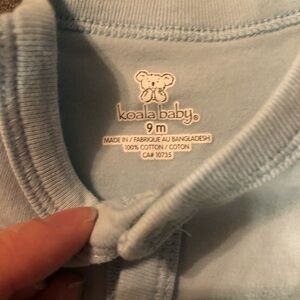 koala baby®
9 m
MADE IN / FABRIQUE AU BANGLADESH
100% COTTON / COTON
CA# 10735